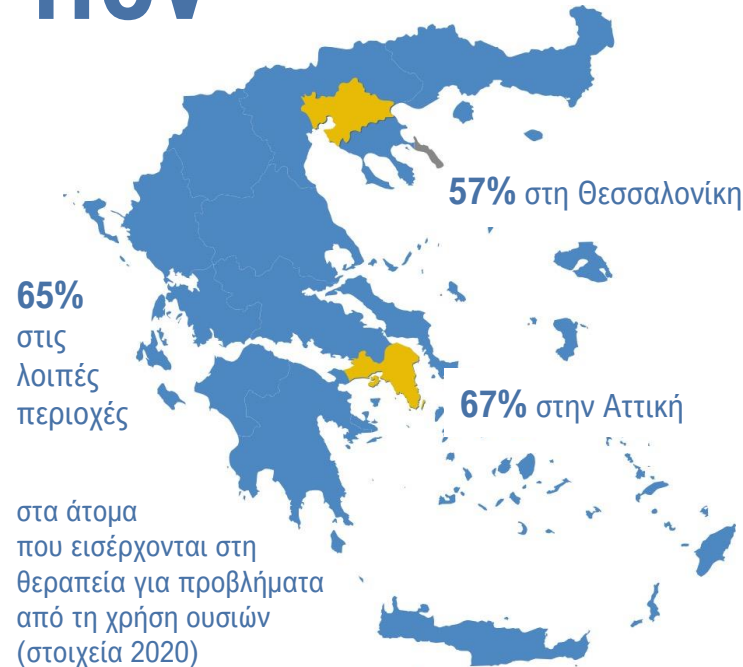 57% στη Θεσσαλονίκη
65%
στις
λοιπές
περιοχές
67% στην Αττική
στα άτομα
που εισέρχονται στη
θεραπεία για προβλήματα
από τη χρήση ουσιών
(στοιχεία 2020)